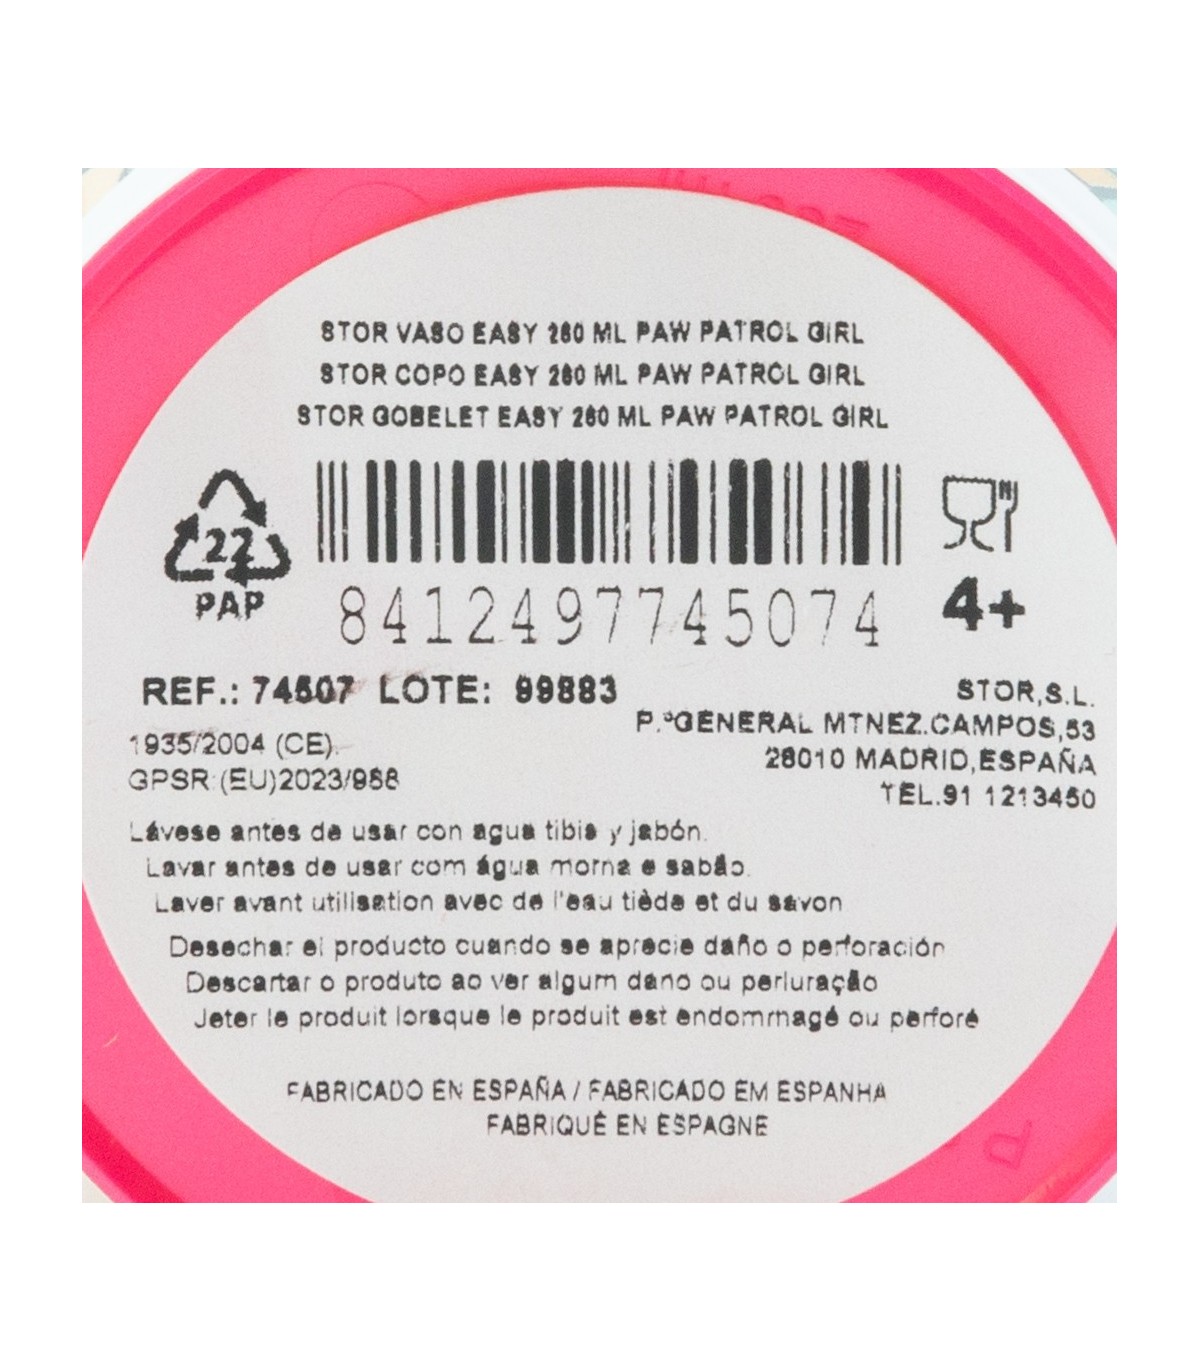 STOR VASO EASY 260 ML PAW PATROL GIRL
STOR COPO EASY 260 ML PAW PATROL GIRL
STOR GOBELET EASY 260 ML PAW PATROL GIRL
22
PAP
8412497745074
4+
REF.: 74507 LOTE: 99883
1935/2004 (CE).
GPSR:(EU)2023/988
STOR,S.L.
P.ºGENERAL MTNEZ.CAMPOS,53
28010 MADRID,ESPAÑA
TEL.91 1213450
Lávese antes de usar con agua tibia y jabón.
Lavar antes de usar com água morna e sabão.
Laver avant utilisation avec de l'eau tiède et du savon
Desechar el producto cuando se aprecie daño o perforación
Descartar o produto ao ver algum dano ou perfuração
Jeter le produit lorsque le produit est endommagé ou perforé
FABRICADO EN ESPAÑA / FABRICADO EM ESPANHA
FABRIQUÉ EN ESPAGNE